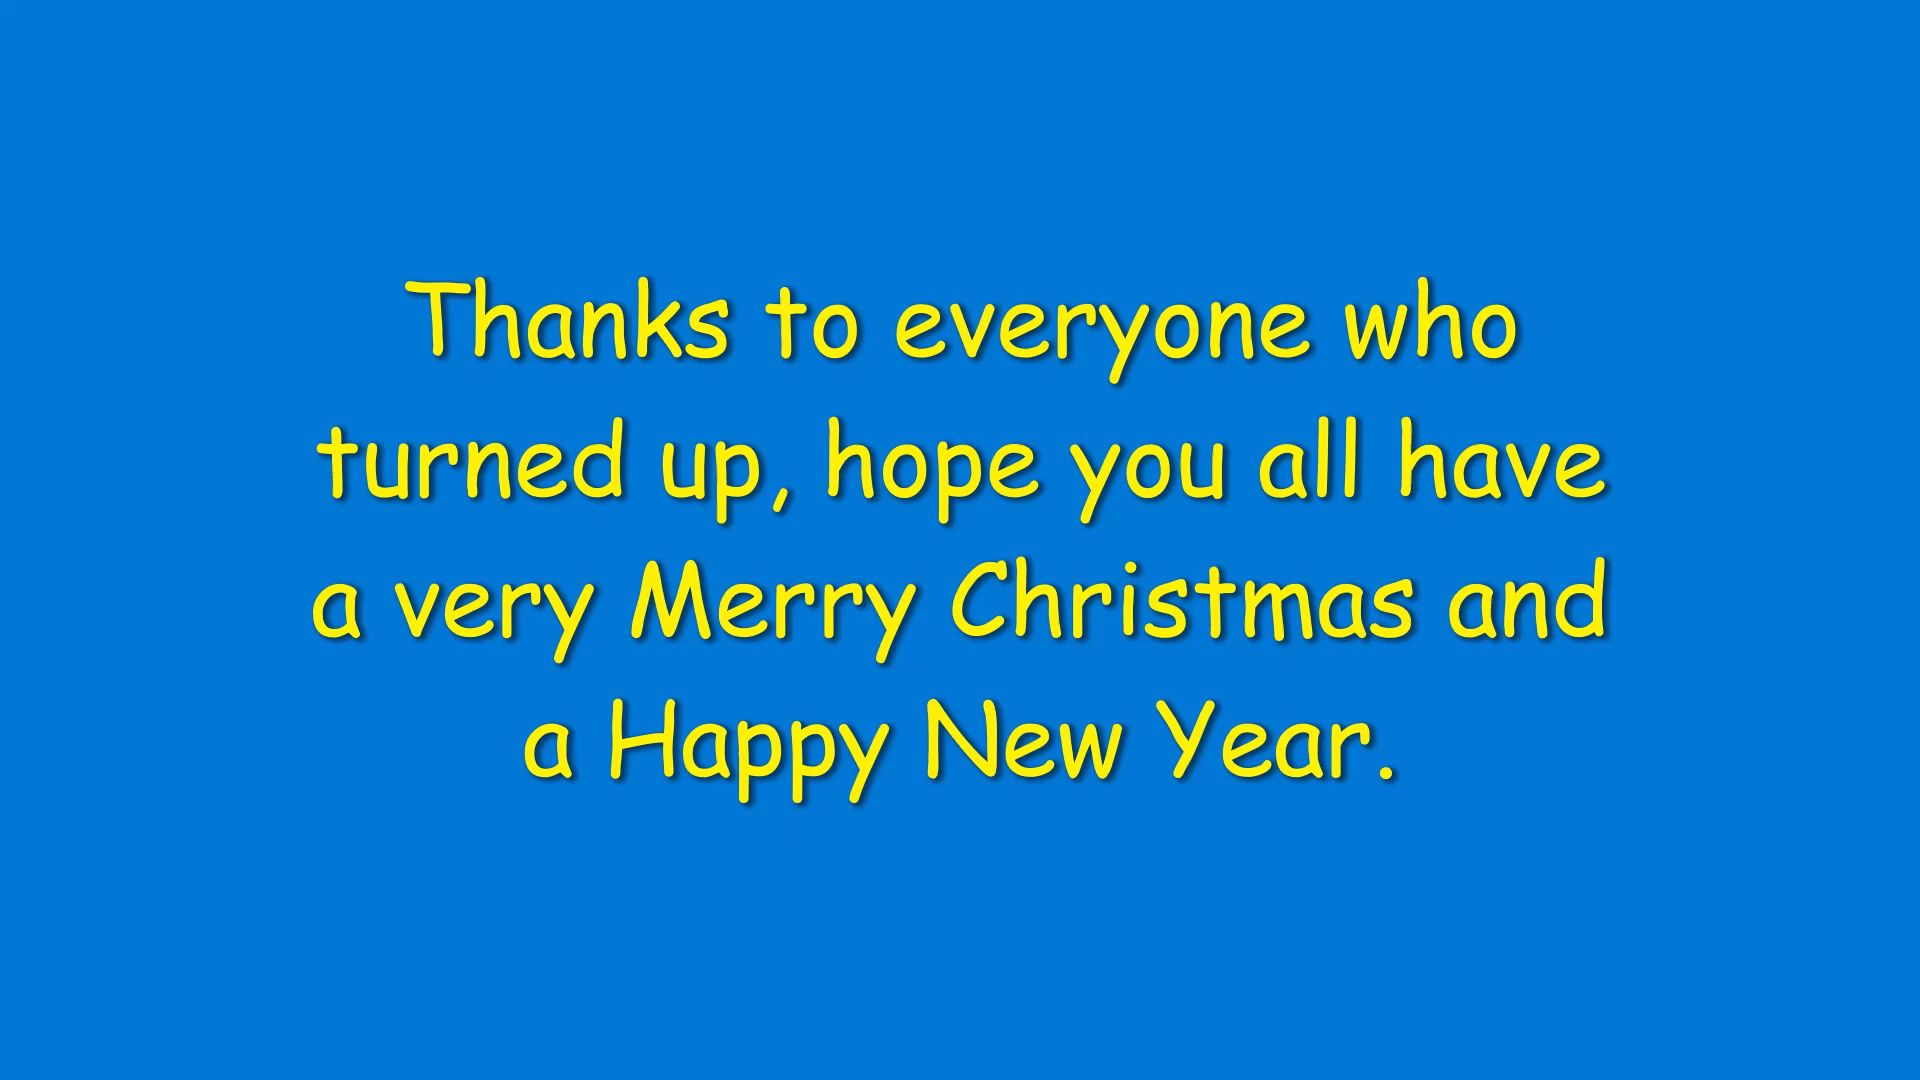 Thanks to everyone who
turned up, hope you all have
a very Merry Christmas and
a Happy New Year.